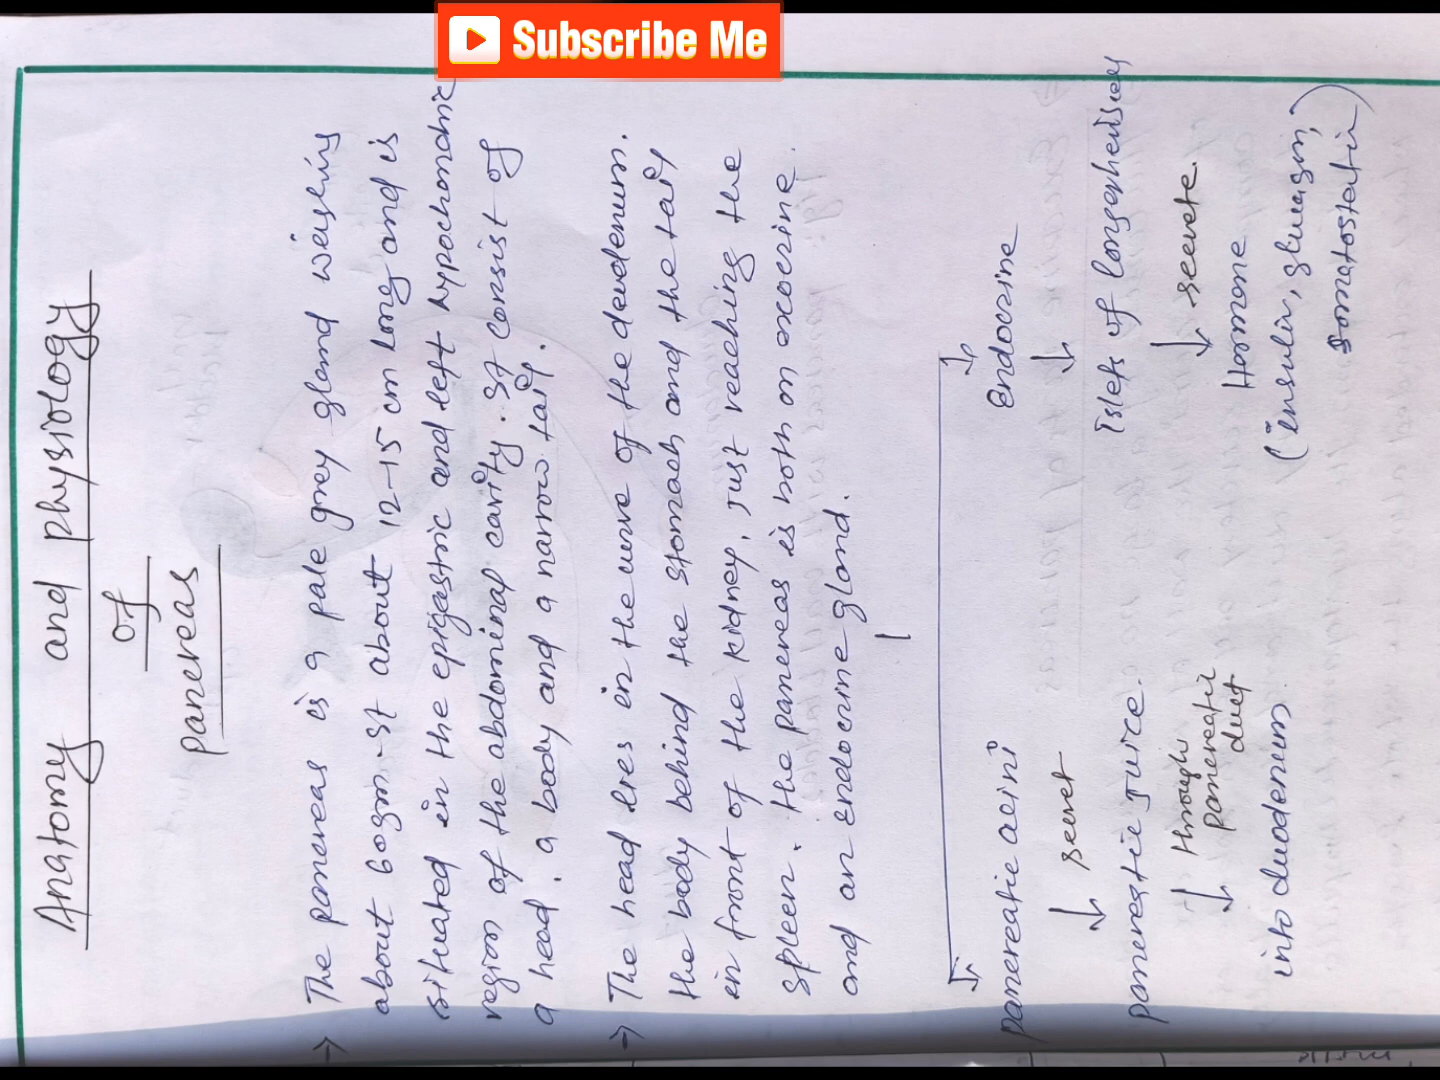 Subscribe Me
Anatomy and physiology
of
pancreas
→ The pancreas is a pale grey gland weighing
about 60gm. It about 12-15 cm long and is
situated in the epigastric and left hypochondric
region of the abdominal cavity. It consist of
a head, a body and a narrow tail.
→ The head lies in the curve of the deudenum.
the body behind the stomach and the tail
in front of the kidney, just reaching the
spleen. The pancreas is both an exocrine
and an endocrine gland.
pancreatic acini
↓ secret
pancreatic juice
↓ through
pancreatic
duct
into duodenum
Endocrine
↓
islets of
↓ secrete
Hormone
(insulin, glucagin,
somatostatin)